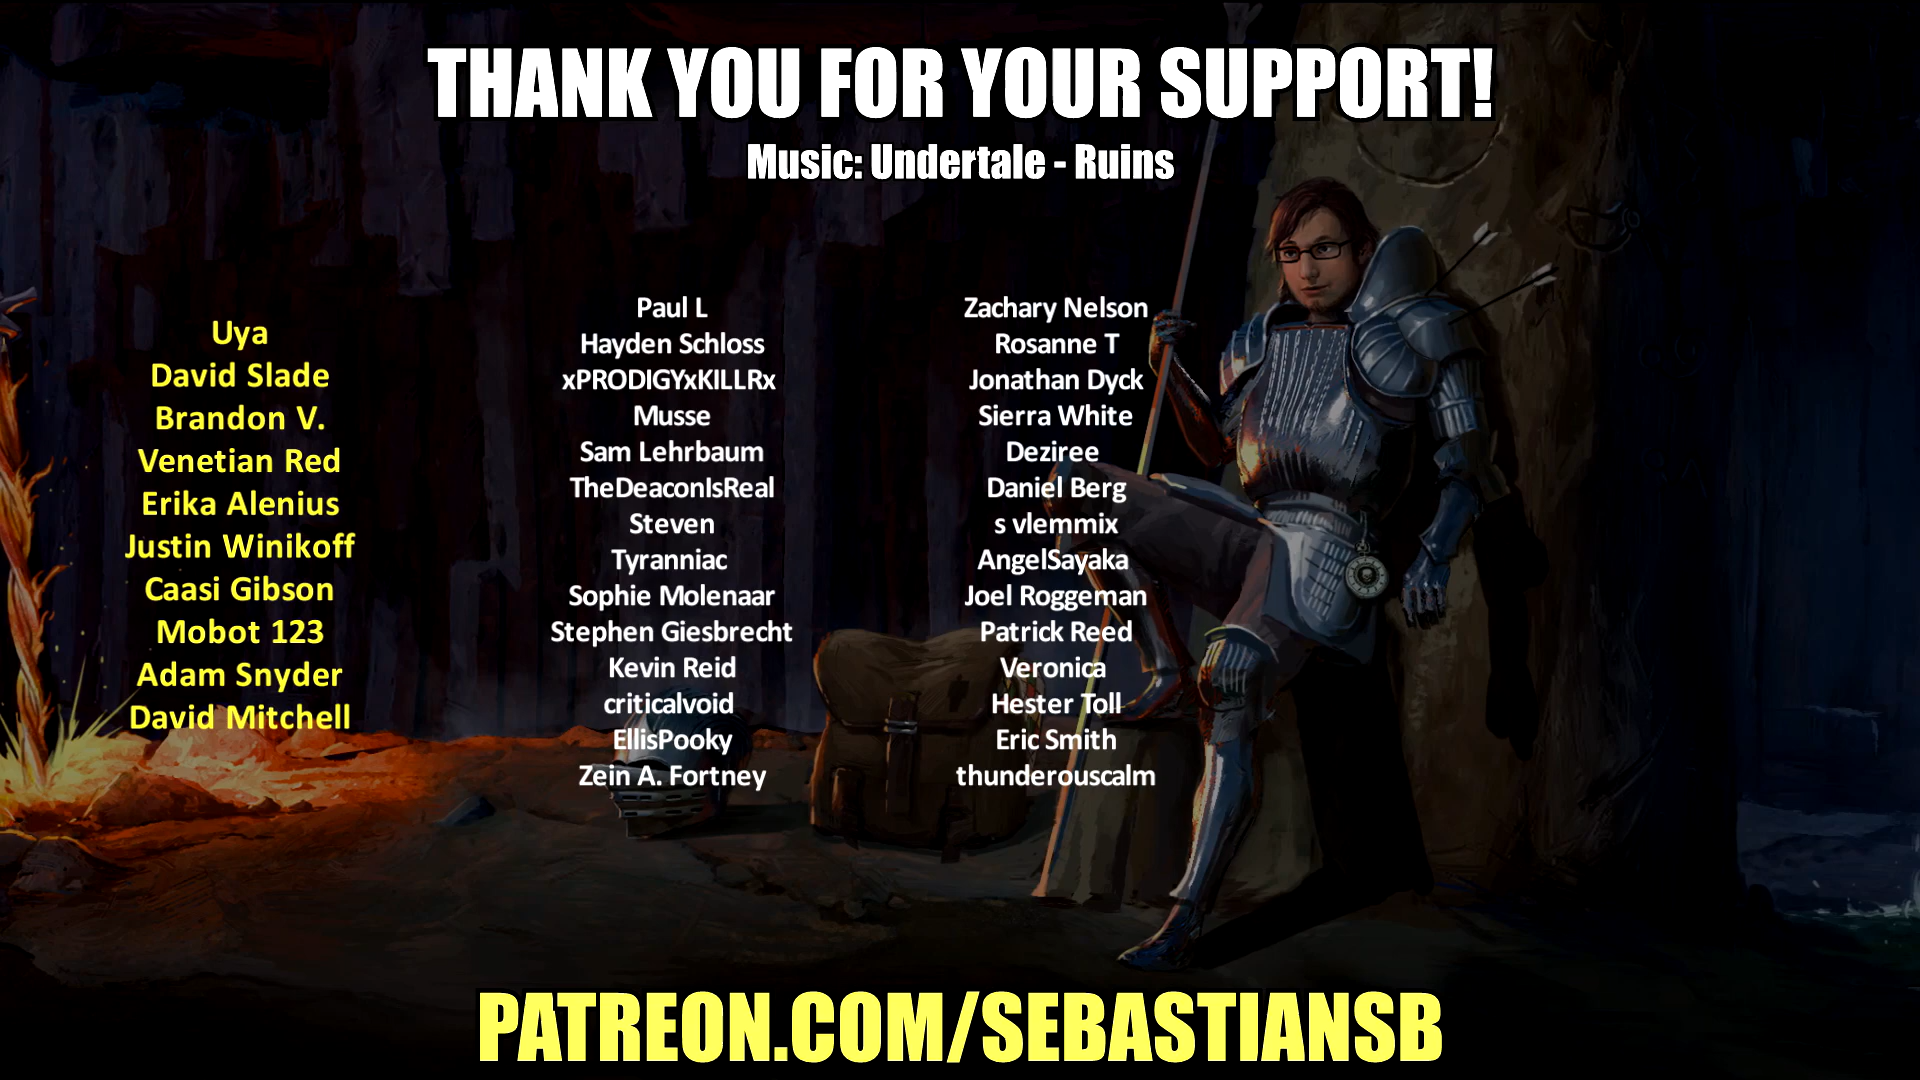 THANK YOU FOR YOUR SUPPORT!
Music: Undertale - Ruins
Uya
David Slade
Brandon V.
Venetian Red
Erika Alenius
Justin Winikoff
Caasi Gibson
Mobot 123
Adam Snyder
David Mitchell
Paul L
Hayden Schloss
xPRODIGYxKILLRx
Musse
Sam Lehrbaum
TheDeaconIsReal
Steven
Tyranniac
Sophie Molenaar
Stephen Giesbrecht
Kevin Reid
criticalvoid
EllisPooky
Zein A. Fortney
Zachary Nelson
Rosanne T
Jonathan Dyck
Sierra White
Deziree
Daniel Berg
s vlemmix
AngelSayaka
Joel Roggeman
Patrick Reed
Veronica
Hester Toll
Eric Smith
thunderouscalm
PATREON.COM/SEBASTIANSB